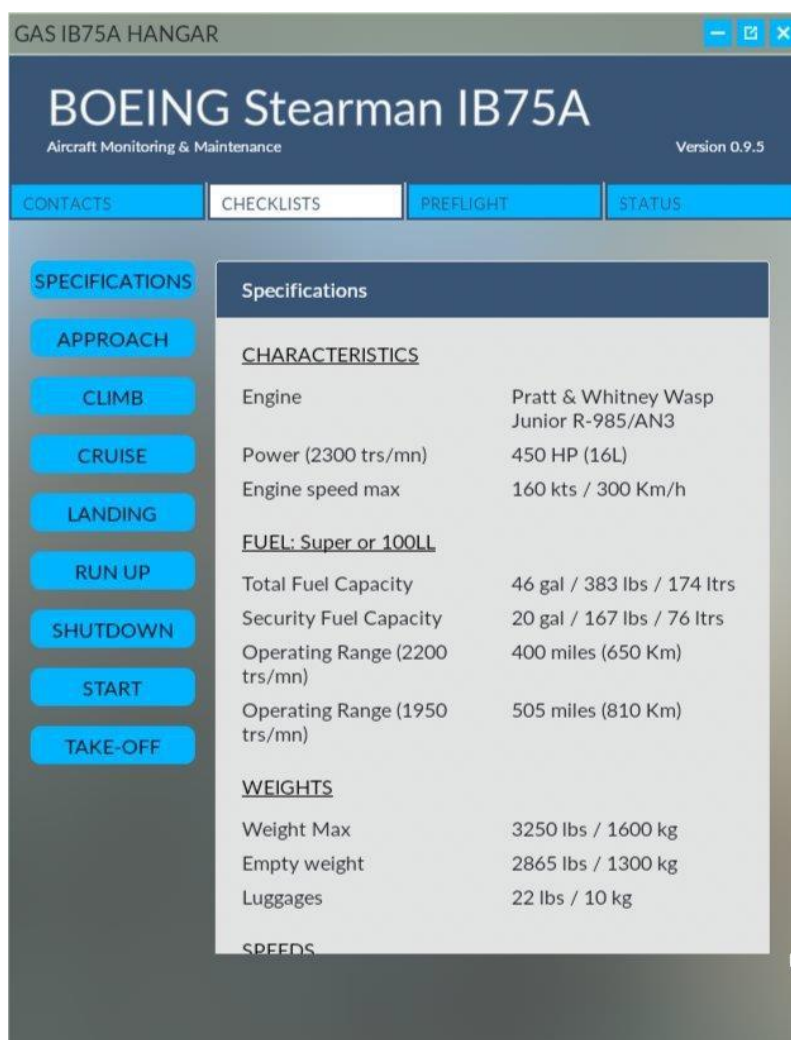 GAS IB75A HANGAR
BOEING Stearman IB75A
Aircraft Monitoring & Maintenance
Version 0.9.5
CONTACTS
CHECKLISTS
PREFLIGHT
STATUS
SPECIFICATIONS
APPROACH
CLIMB
CRUISE
LANDING
RUN UP
SHUTDOWN
START
TAKE-OFF
Specifications
CHARACTERISTICS
Engine Pratt & Whitney Wasp
Junior R-985/AN3
Power (2300 trs/mn) 450 HP (16L)
Engine speed max 160 kts / 300 Km/h
FUEL: Super or 100LL
Total Fuel Capacity 46 gal / 383 lbs / 174 ltrs
Security Fuel Capacity 20 gal / 167 lbs / 76 ltrs
Operating Range (2200 400 miles (650 Km)
trs/mn)
Operating Range (1950 505 miles (810 Km)
trs/mn)
WEIGHTS
Weight Max 3250 lbs / 1600 kg
Empty weight 2865 lbs / 1300 kg
Luggages 22 lbs / 10 kg
SPEEDS